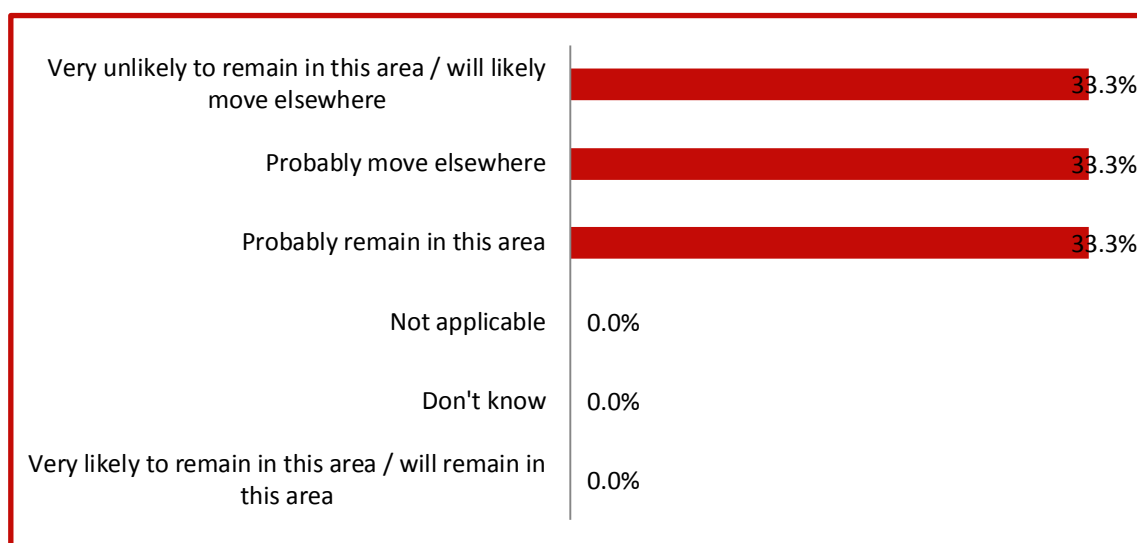 Very unlikely to remain in this area / will likely
move elsewhere
33.3%
Probably move elsewhere
33.3%
Probably remain in this area
33.3%
Not applicable
0.0%
Don't know
0.0%
Very likely to remain in this area / will remain in
this area
0.0%